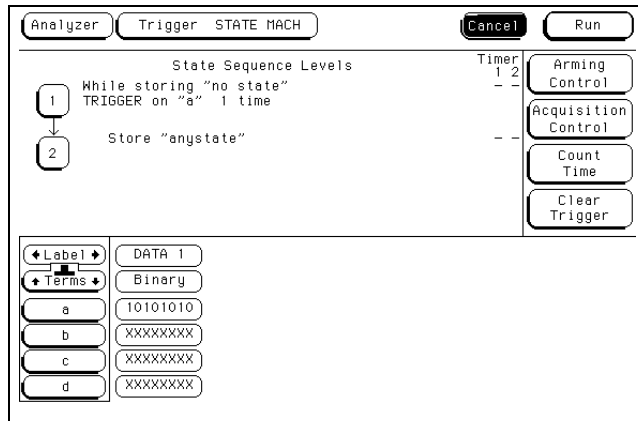 Analyzer Trigger STATE MACH Cancel Run
State Sequence Levels Timer
1 2
While storing "no state" - -
1 TRIGGER on "a" 1 time
2 Store "anystate" - -
Arming
Control
Acquisition
Control
Count
Time
Clear
Trigger
Label DATA 1
Terms Binary
a 10101010
b XXXXXXXX
c XXXXXXXX
d XXXXXXXX